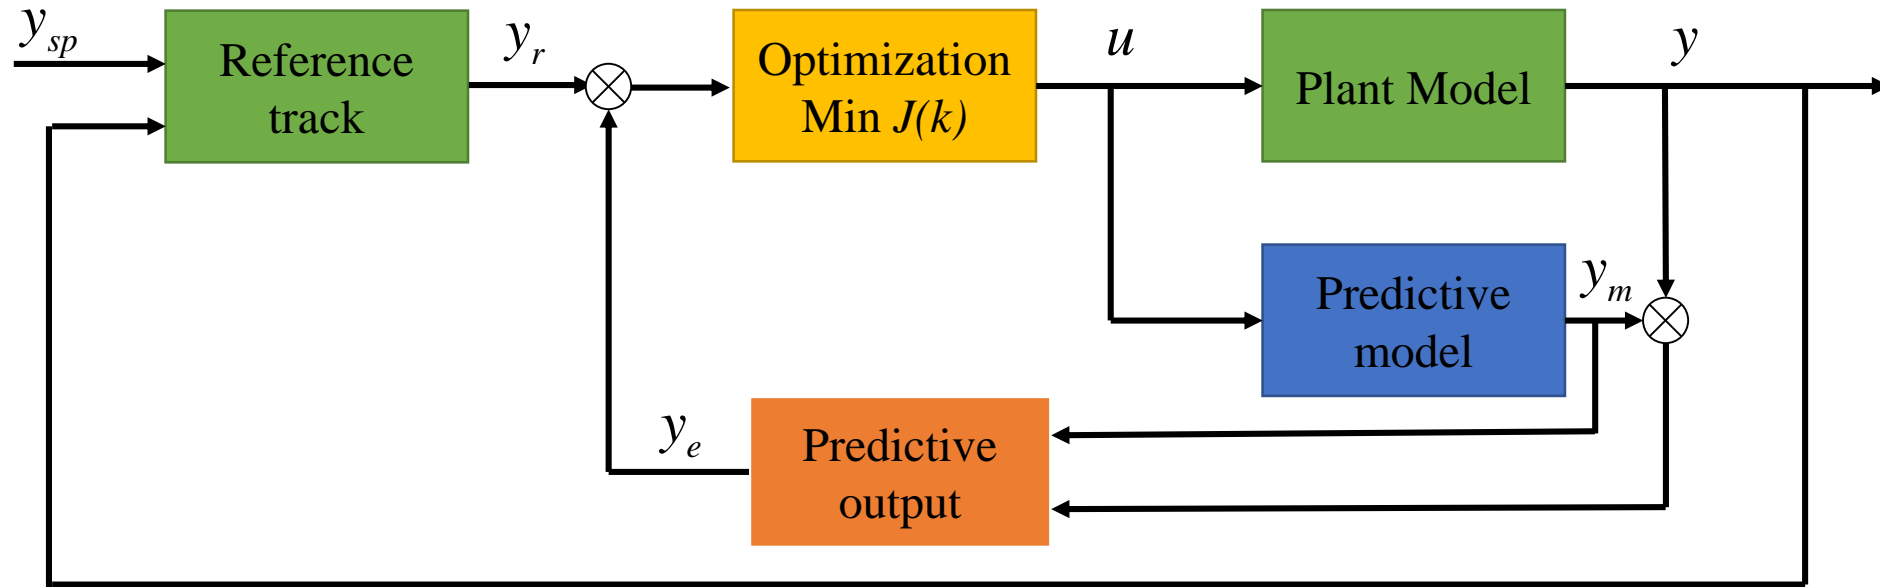 y_sp
Reference
track
y_r
Optimization
Min J(k)
u
Plant Model
y
Predictive
model
y_m
Predictive
output
y_e